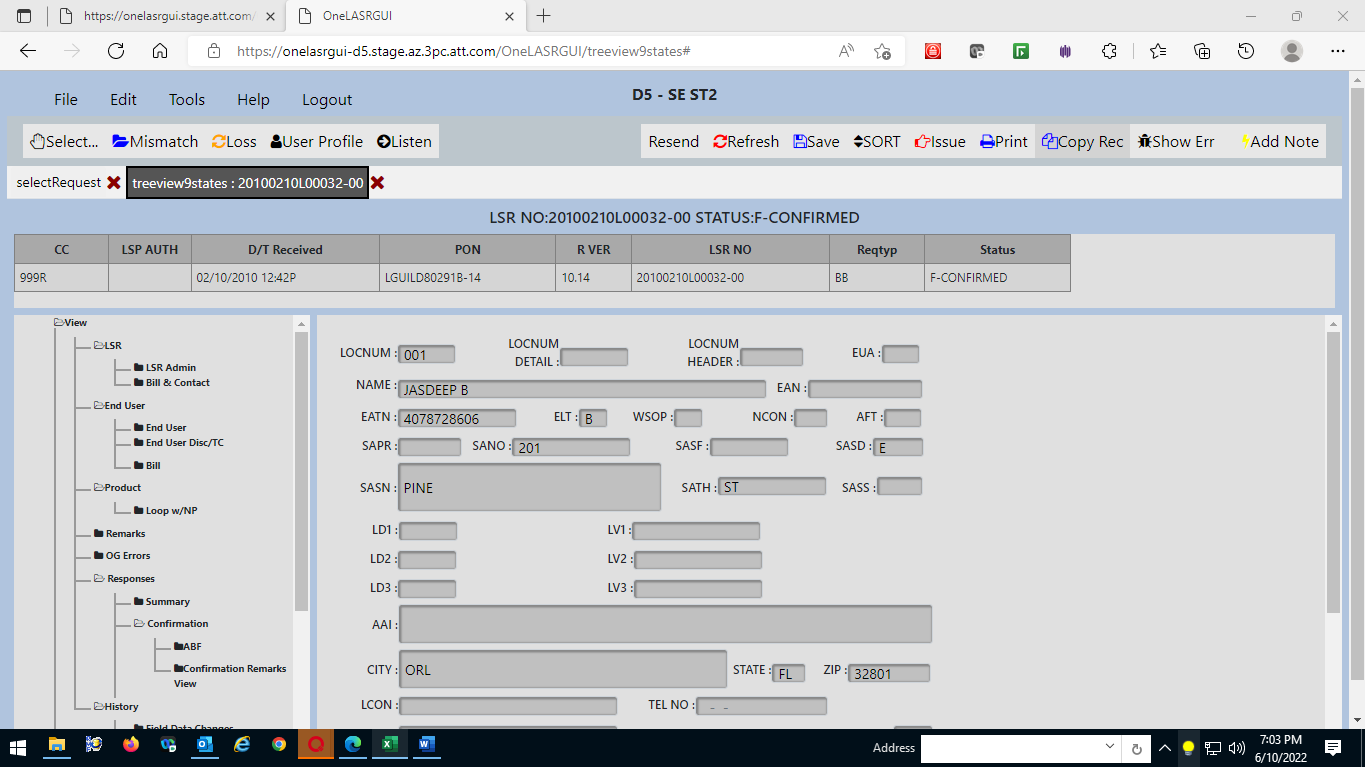 https://onelasrgui.stage.att.com/
OneLASRGUI
https://onelasrgui-d5.stage.az.3pc.att.com/OneLASRGUI/treeview9states#
D5 - SE ST2
File Edit Tools Help Logout
Select... Mismatch Loss User Profile Listen Resend Refresh Save SORT Issue Print Copy Rec Show Err Add Note
selectRequest treeview9states : 20100210L00032-00
LSR NO:20100210L00032-00 STATUS:F-CONFIRMED
CC LSP AUTH D/T Received PON R VER LSR NO Reqtyp Status
999R 02/10/2010 12:42P LGUILD80291B-14 10.14 20100210L00032-00 BB F-CONFIRMED
View
LSR
LSR Admin
Bill & Contact
End User
End User
End User Disc/TC
Bill
Product
Loop w/NP
Remarks
OG Errors
Responses
Summary
Confirmation
ABF
Confirmation Remarks
View
History
Field Data Changes
LOCNUM : 001 LOCNUM DETAIL : LOCNUM HEADER : EUA :
NAME : JASDEEP B EAN :
EATN : 4078728606 ELT : B WSOP : NCON : AFT :
SAPR : SANO : 201 SASF : SASD : E
SASN : PINE SATH : ST SASS :
LD1 : LV1 :
LD2 : LV2 :
LD3 : LV3 :
AAI :
CITY : ORL STATE : FL ZIP : 32801
LCON : TEL NO : - -
Address
7:03 PM
6/10/2022